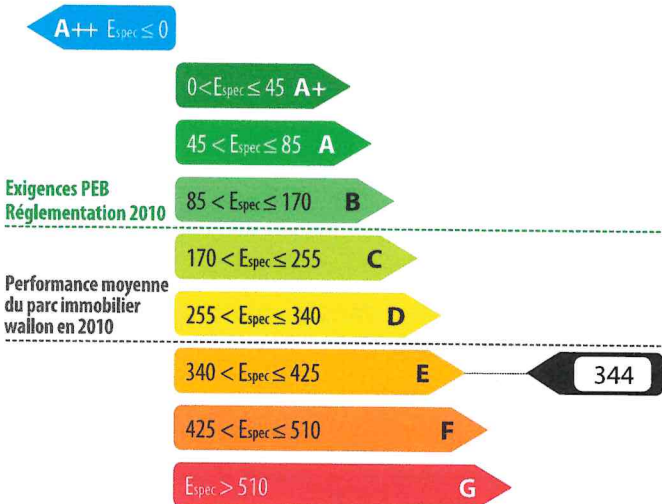 A++ Espec ≤ 0
0 < Espec ≤ 45 A+
45 < Espec ≤ 85 A
Exigences PEB
Réglementation 2010
85 < Espec ≤ 170 B
170 < Espec ≤ 255 C
Performance moyenne
du parc immobilier
wallon en 2010
255 < Espec ≤ 340 D
340 < Espec ≤ 425 E
344
425 < Espec ≤ 510 F
Espec > 510 G